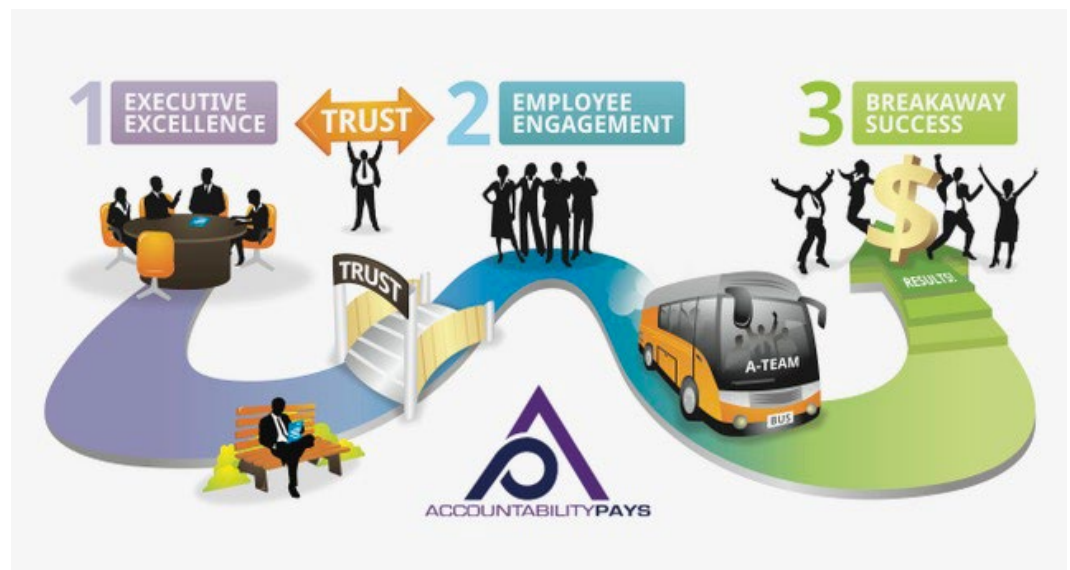 1 EXECUTIVE
EXCELLENCE
TRUST
2 EMPLOYEE
ENGAGEMENT
3 BREAKAWAY
SUCCESS
TRUST
RESULTS!
A-TEAM
BUS
ACCOUNTABILITYPAYS